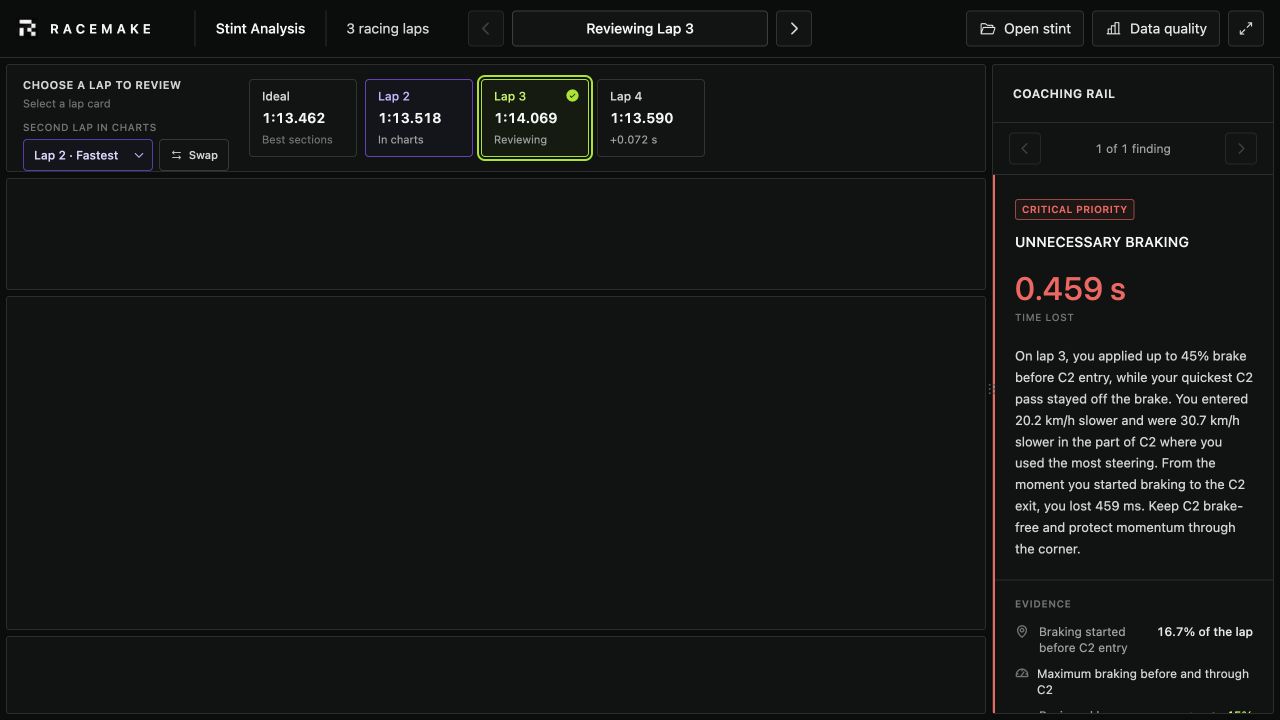 RACEMAKE
Stint Analysis
3 racing laps
Reviewing Lap 3
Open stint
Data quality
CHOOSE A LAP TO REVIEW
Select a lap card
SECOND LAP IN CHARTS
Lap 2 · Fastest
Swap
Ideal
1:13.462
Best sections
Lap 2
1:13.518
In charts
Lap 3
1:14.069
Reviewing
Lap 4
1:13.590
+0.072 s
COACHING RAIL
1 of 1 finding
CRITICAL PRIORITY
UNNECESSARY BRAKING
0.459 s
TIME LOST
On lap 3, you applied up to 45% brake
before C2 entry, while your quickest C2
pass stayed off the brake. You entered
20.2 km/h slower and were 30.7 km/h
slower in the part of C2 where you
used the most steering. From the
moment you started braking to the C2
exit, you lost 459 ms. Keep C2 brake-
free and protect momentum through
the corner.
EVIDENCE
Braking started 16.7% of the lap
before C2 entry
Maximum braking before and through
C2